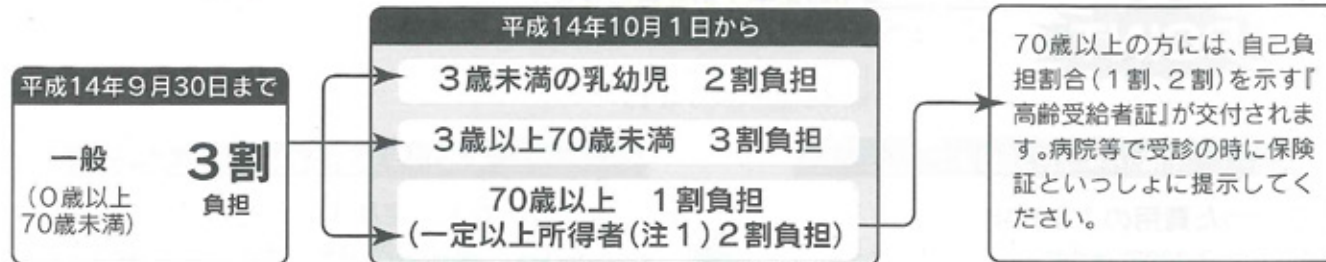 平成14年9月30日まで
一般 3割
(0歳以上
70歳未満) 負担
平成14年10月1日から
3歳未満の乳幼児 2割負担
3歳以上70歳未満 3割負担
70歳以上 1割負担
(一定以上所得者(注1)2割負担)
70歳以上の方には、自己負
担割合(1割、2割)を示す『
高齢受給者証』が交付されま
す。病院等で受診の時に保険
証といっしょに提示してく
ださい。